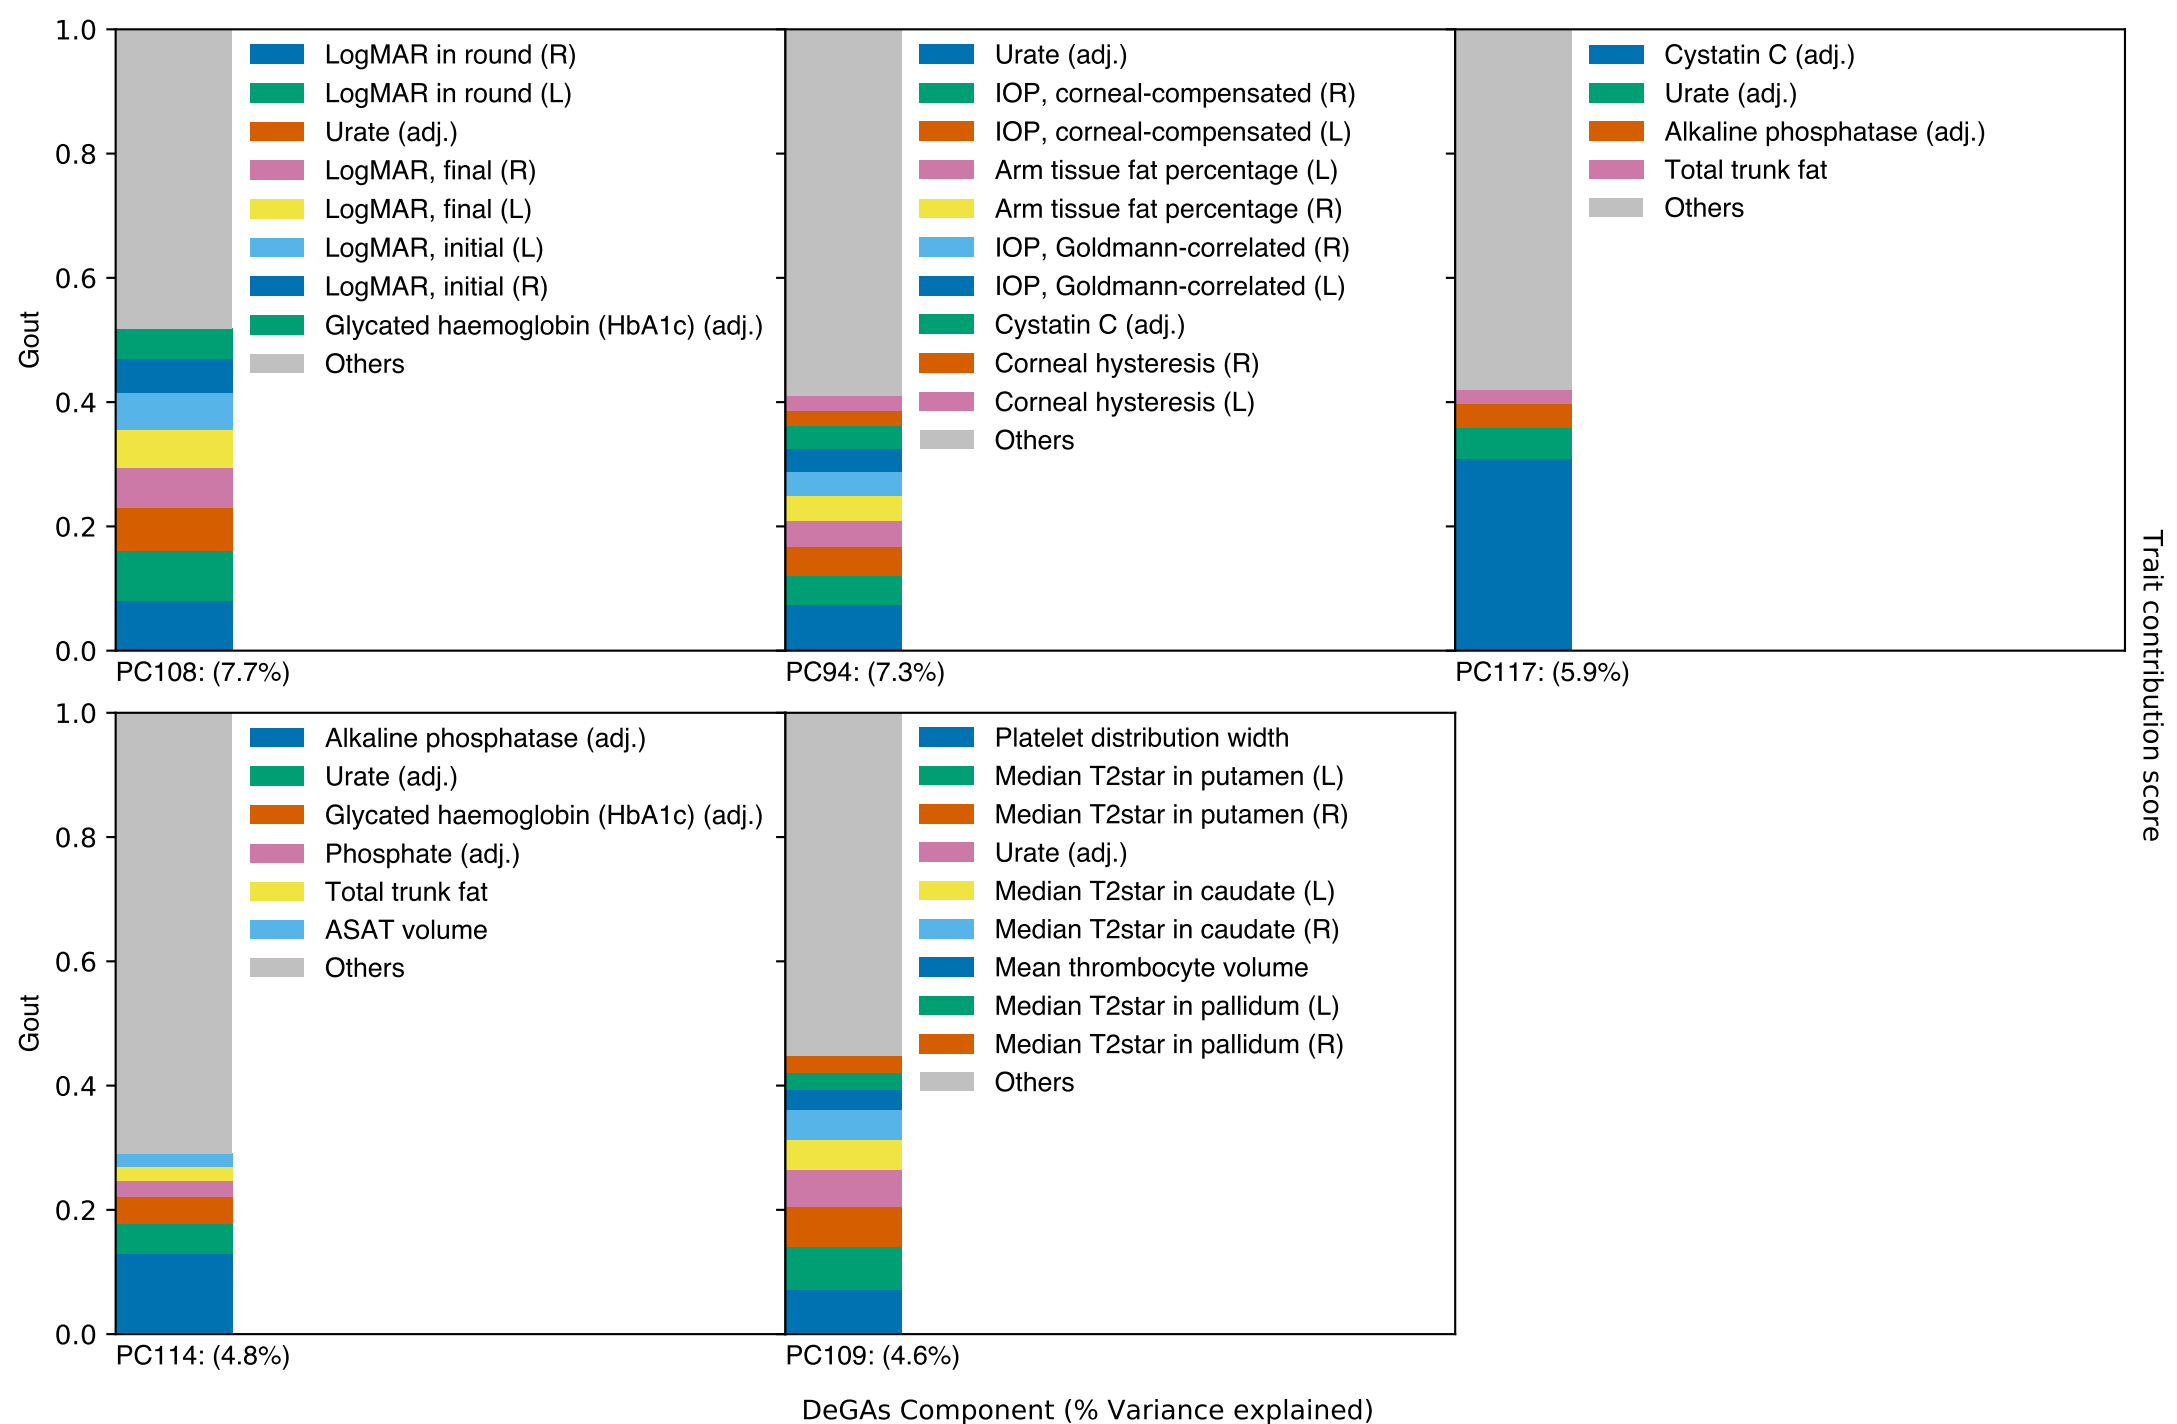 Gout
1.0
0.8
0.6
0.4
0.2
0.0
LogMAR in round (R)
LogMAR in round (L)
Urate (adj.)
LogMAR, final (R)
LogMAR, final (L)
LogMAR, initial (L)
LogMAR, initial (R)
Glycated haemoglobin (HbA1c) (adj.)
Others
PC108: (7.7%)
Urate (adj.)
IOP, corneal-compensated (R)
IOP, corneal-compensated (L)
Arm tissue fat percentage (L)
Arm tissue fat percentage (R)
IOP, Goldmann-correlated (R)
IOP, Goldmann-correlated (L)
Cystatin C (adj.)
Corneal hysteresis (R)
Corneal hysteresis (L)
Others
PC94: (7.3%)
Cystatin C (adj.)
Urate (adj.)
Alkaline phosphatase (adj.)
Total trunk fat
Others
PC117: (5.9%)
Gout
1.0
0.8
0.6
0.4
0.2
0.0
Alkaline phosphatase (adj.)
Urate (adj.)
Glycated haemoglobin (HbA1c) (adj.)
Phosphate (adj.)
Total trunk fat
ASAT volume
Others
PC114: (4.8%)
Platelet distribution width
Median T2star in putamen (L)
Median T2star in putamen (R)
Urate (adj.)
Median T2star in caudate (L)
Median T2star in caudate (R)
Mean thrombocyte volume
Median T2star in pallidum (L)
Median T2star in pallidum (R)
Others
PC109: (4.6%)
Trait contribution score
DeGAs Component (% Variance explained)